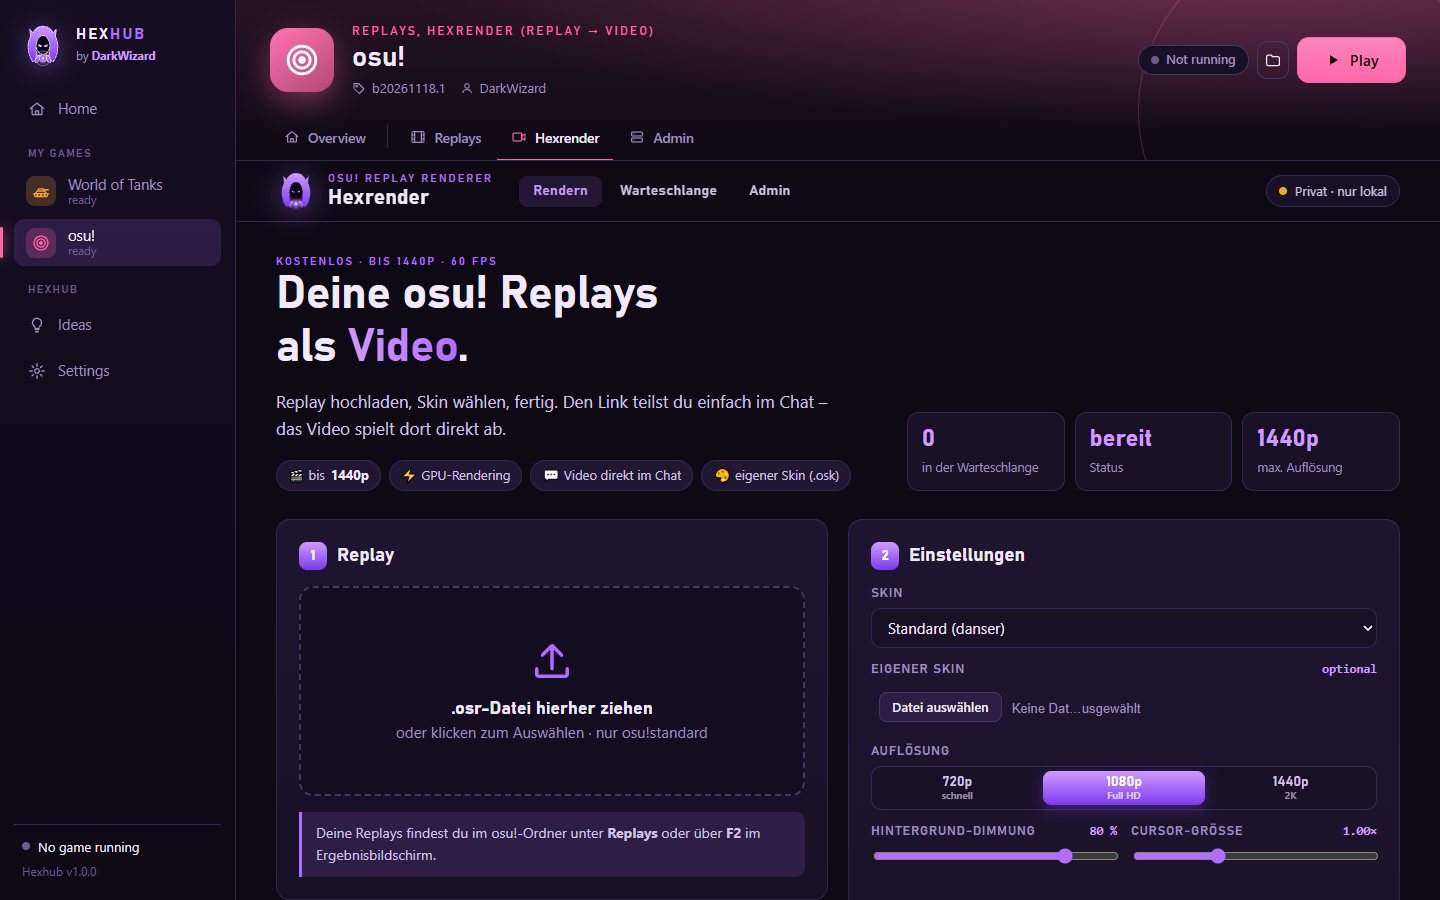 HEXHUB
by DarkWizard
Home
MY GAMES
World of Tanks
ready
osu!
ready
HEXHUB
Ideas
Settings
No game running
Hexhub v1.0.0
REPLAYS, HEXRENDER (REPLAY → VIDEO)
osu!
b20261118.1 DarkWizard
Not running
Play
Overview Replays Hexrender Admin
OSU! REPLAY RENDERER
Hexrender
Rendern Warteschlange Admin
Privat · nur lokal
KOSTENLOS · BIS 1440P · 60 FPS
Deine osu! Replays
als Video.
Replay hochladen, Skin wählen, fertig. Den Link teilst du einfach im Chat –
das Video spielt dort direkt ab.
bis 1440p GPU-Rendering Video direkt im Chat eigener Skin (.osk)
0
in der Warteschlange
bereit
Status
1440p
max. Auflösung
1 Replay
.osr-Datei hierher ziehen
oder klicken zum Auswählen · nur osu!standard
Deine Replays findest du im osu!-Ordner unter Replays oder über F2 im
Ergebnisbildschirm.
2 Einstellungen
SKIN
Standard (danser)
EIGENER SKIN optional
Datei auswählen Keine Dat…usgewählt
AUFLÖSUNG
720p
schnell
1080p
Full HD
1440p
2K
HINTERGRUND-DIMMUNG 80 % CURSOR-GRÖSSE 1.00×